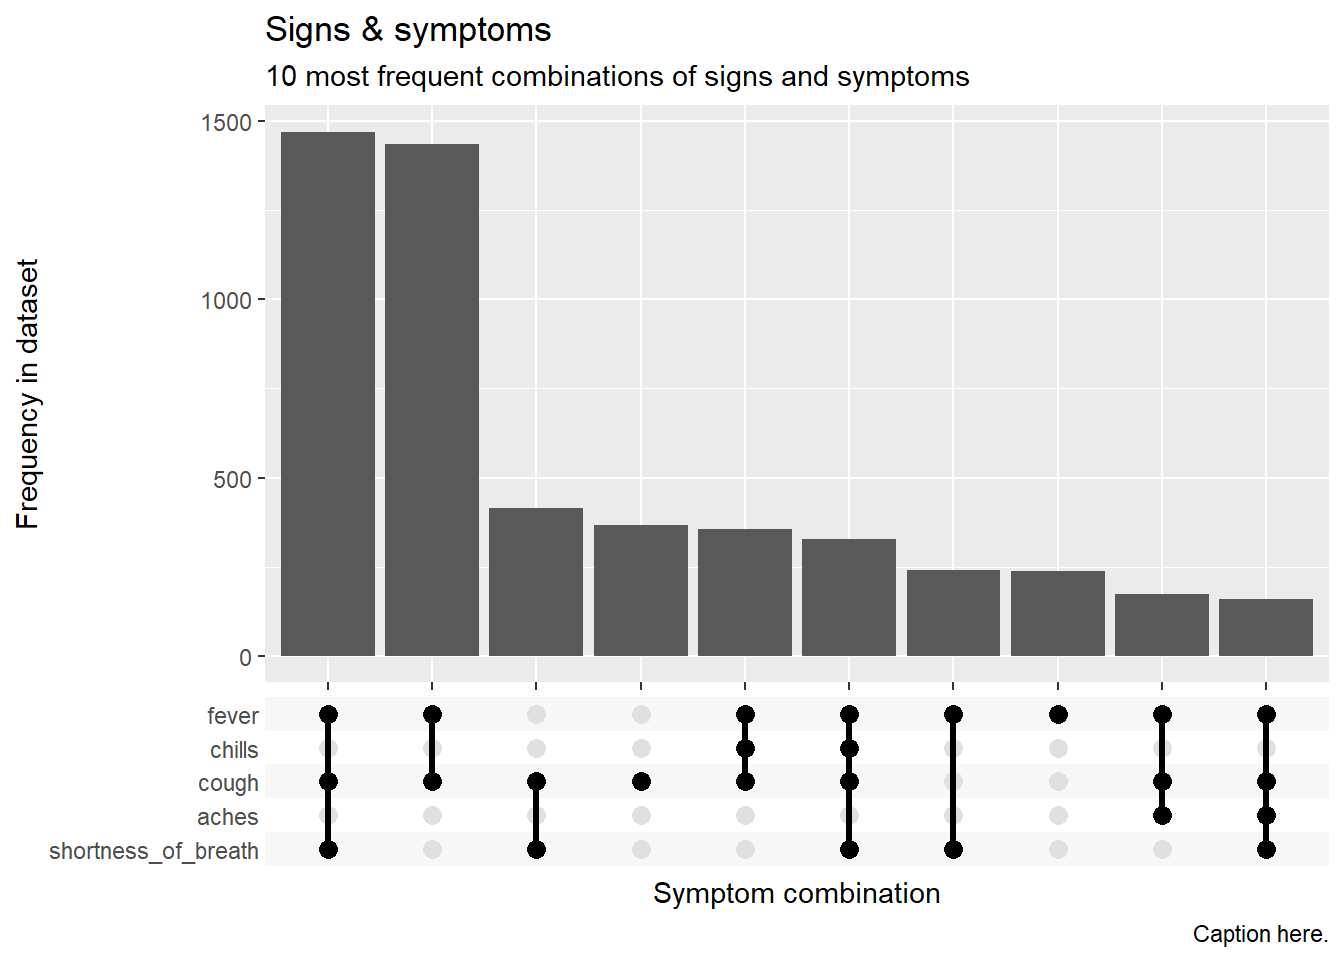 Signs & symptoms
10 most frequent combinations of signs and symptoms
Frequency in dataset
1500
1000
500
0
fever
chills
cough
aches
shortness_of_breath
Symptom combination
Caption here.